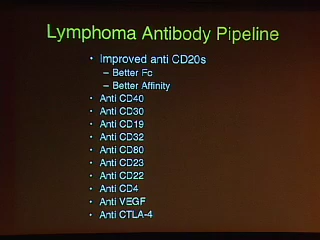 Lymphoma Antibody Pipeline
• Improved anti CD20s
– Better Fc
– Better Affinity
• Anti CD40
• Anti CD30
• Anti CD19
• Anti CD32
• Anti CD80
• Anti CD23
• Anti CD22
• Anti CD4
• Anti VEGF
• Anti CTLA-4